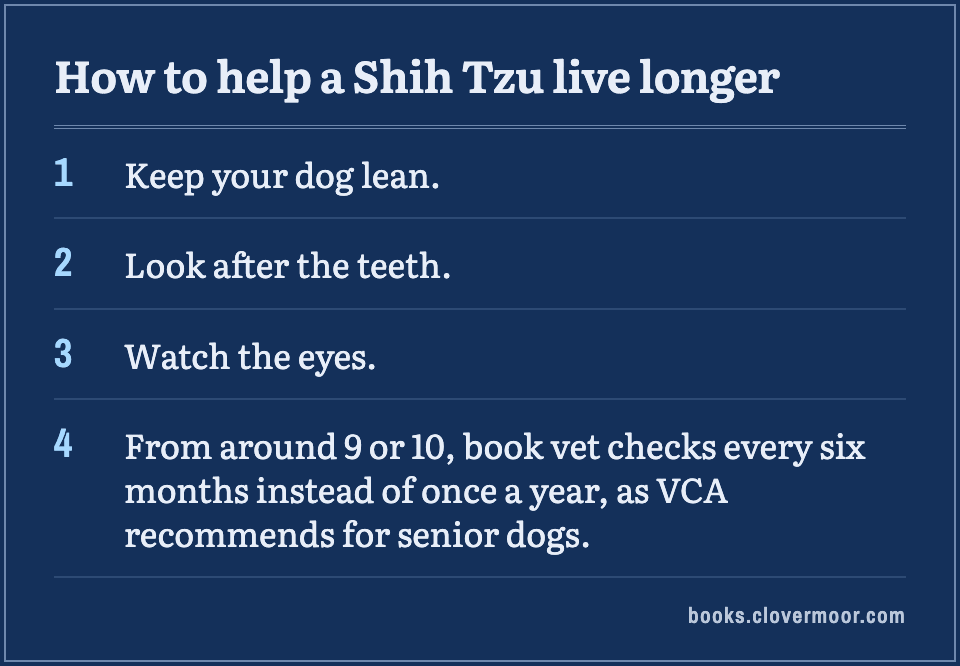 How to help a Shih Tzu live longer
1 Keep your dog lean.
2 Look after the teeth.
3 Watch the eyes.
4 From around 9 or 10, book vet checks every six
months instead of once a year, as VCA
recommends for senior dogs.
books.clovermoor.com